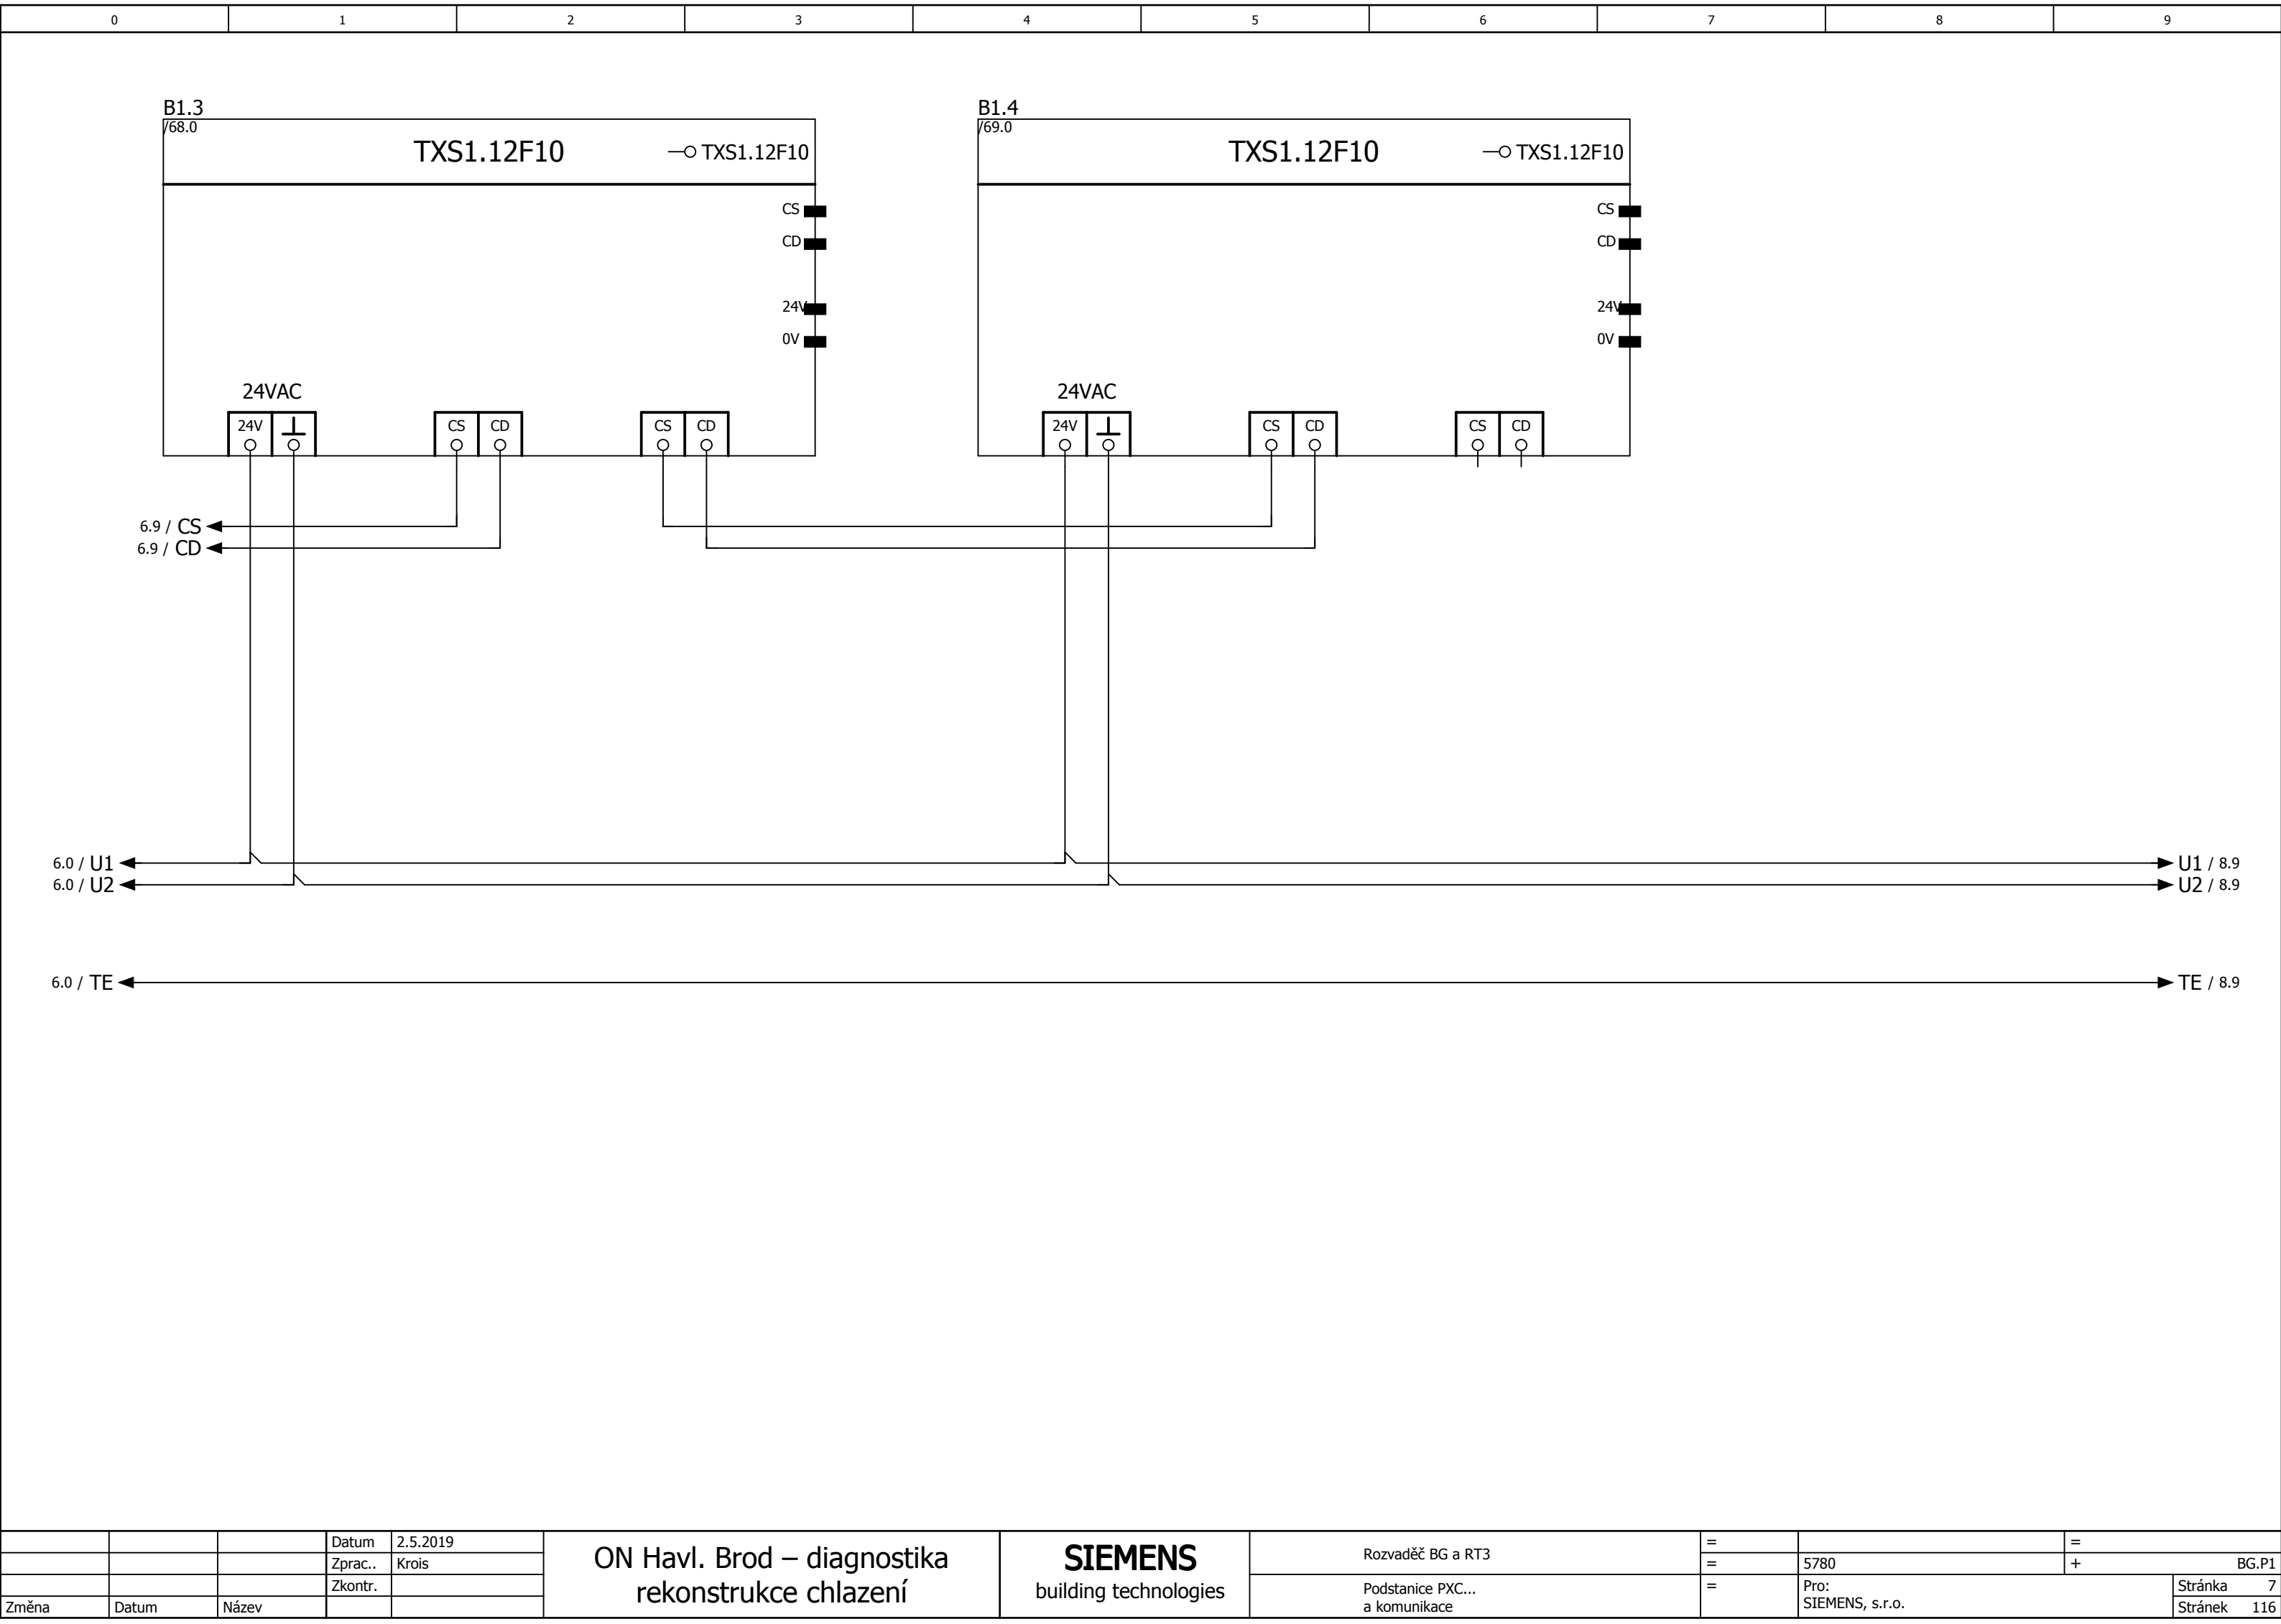 0 1 2 3 4 5 6 7 8 9
B1.3 B1.4
/68.0 /69.0
TXS1.12F10 TXS1.12F10 TXS1.12F10 TXS1.12F10
CS CS
CD CD
24V 24V
0V 0V
24VAC 24VAC
24V CS CD CS CD 24V CS CD CS CD
6.9 / CS
6.9 / CD
6.0 / U1 U1 / 8.9
6.0 / U2 U2 / 8.9
6.0 / TE TE / 8.9
Datum 2.5.2019
Zprac.. Krois
Zkontr.
Změna Datum Název
ON Havl. Brod – diagnostika
rekonstrukce chlazení
SIEMENS
building technologies
Rozvaděč BG a RT3
Podstanice PXC...
a komunikace
= =
= 5780 + BG.P1
= Pro:
SIEMENS, s.r.o.
Stránka 7
Stránek 116